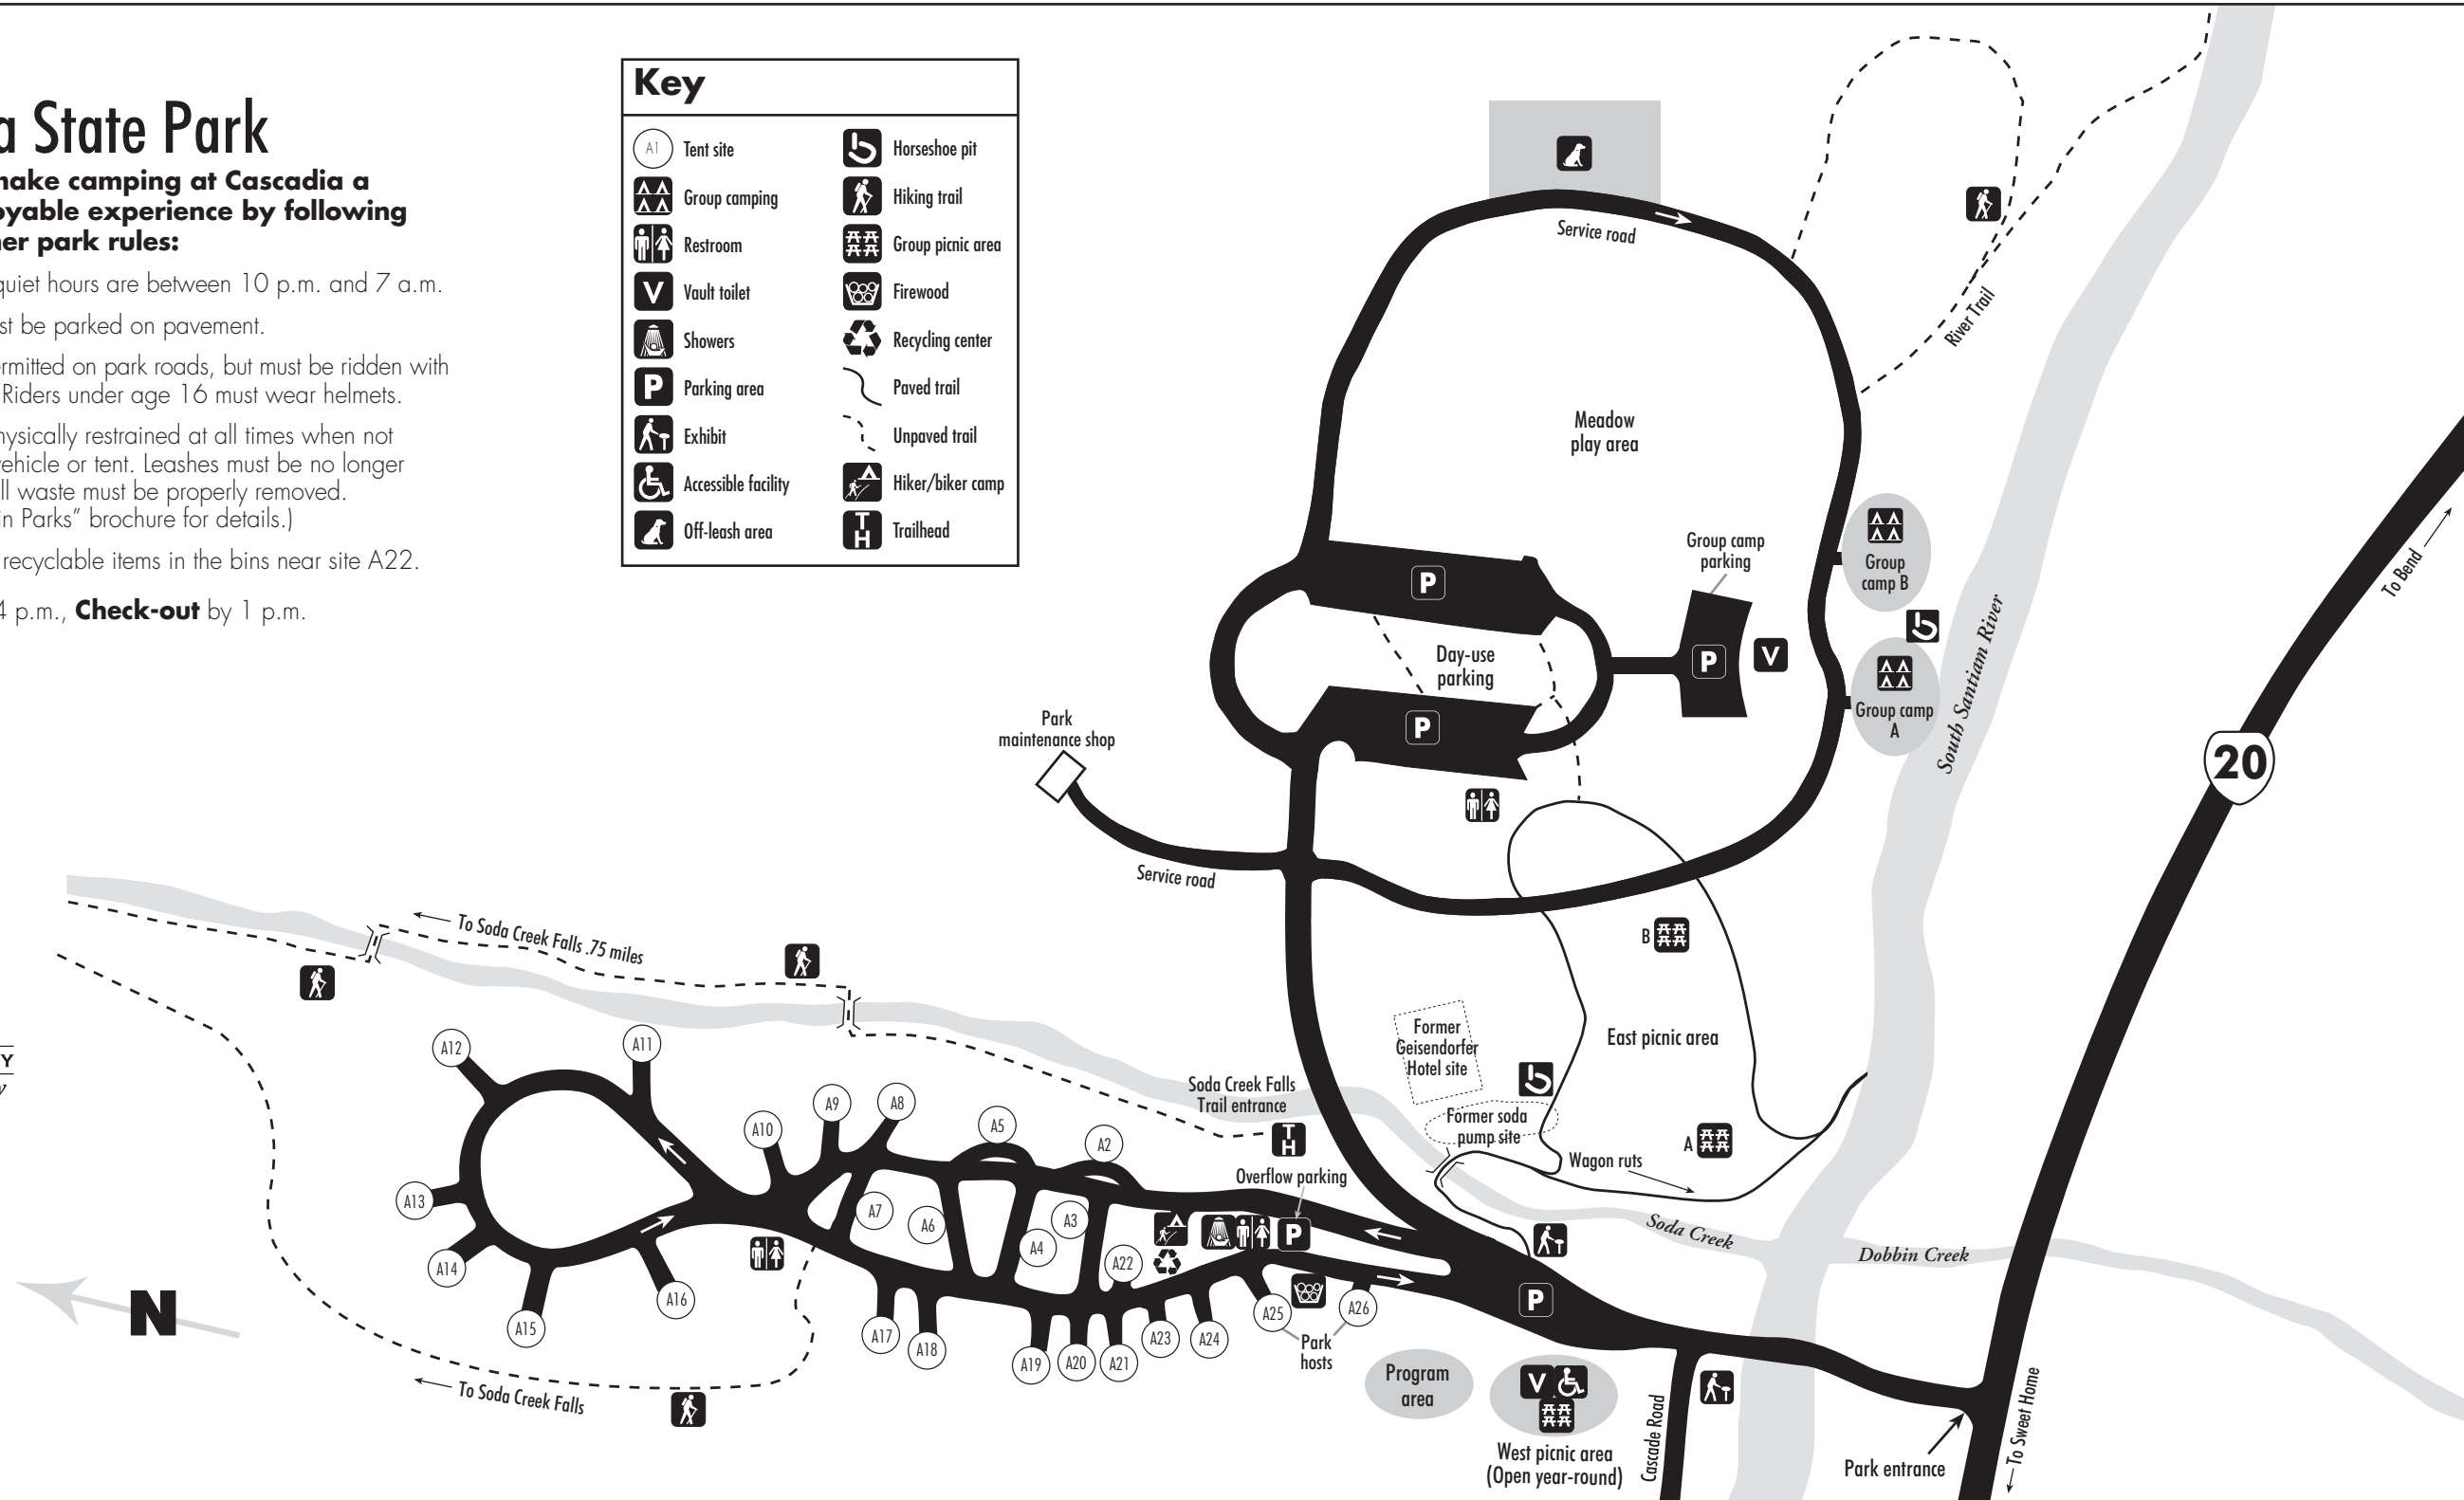 a State Park
make camping at Cascadia a
oyable experience by following
her park rules:
quiet hours are between 10 p.m. and 7 a.m.
st be parked on pavement.
ermitted on park roads, but must be ridden with
Riders under age 16 must wear helmets.
hysically restrained at all times when not
vehicle or tent. Leashes must be no longer
ll waste must be properly removed.
in Parks” brochure for details.)
recyclable items in the bins near site A22.
4 p.m., Check-out by 1 p.m.
Key
A1 Tent site
Group camping
Restroom
V Vault toilet
Showers
P Parking area
Exhibit
Accessible facility
Off-leash area
Horseshoe pit
Hiking trail
Group picnic area
Firewood
Recycling center
Paved trail
Unpaved trail
Hiker/biker camp
TH Trailhead
Service road
River Trail
Meadow
play area
Group camp
parking
P
V
Group
camp B
Group camp
A
South Santiam River
To Bend
20
P
Day-use
parking
P
Park
maintenance shop
Service road
To Soda Creek Falls .75 miles
B
East picnic area
A
Former
Geisendorfer
Hotel site
Former soda
pump site
Wagon ruts
Soda Creek Falls
Trail entrance
TH
Overflow parking
P
Soda Creek
Dobbin Creek
Y
N
A12
A11
A9
A8
A10
A5
A2
A13
A7
A6
A3
A4
A22
A14
A15
A16
A17
A18
A19
A20
A21
A23
A24
A25
A26
Park
hosts
P
Program
area
V
West picnic area
(Open year-round)
Cascade Road
Park entrance
To Sweet Home
To Soda Creek Falls